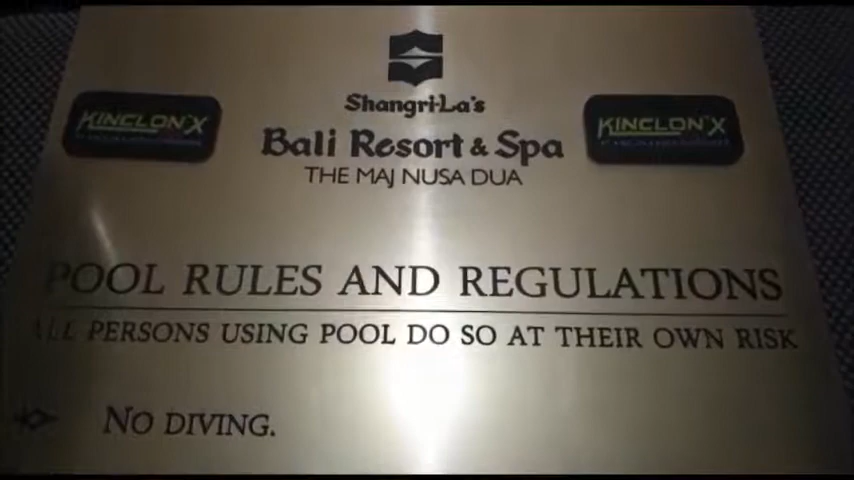 Shangri-La's
KINCLON'X
Bali Resort & Spa
KINCLON'X
THE MAJ NUSA DUA
POOL RULES AND REGULATIONS
ALL PERSONS USING POOL DO SO AT THEIR OWN RISK
NO DIVING.